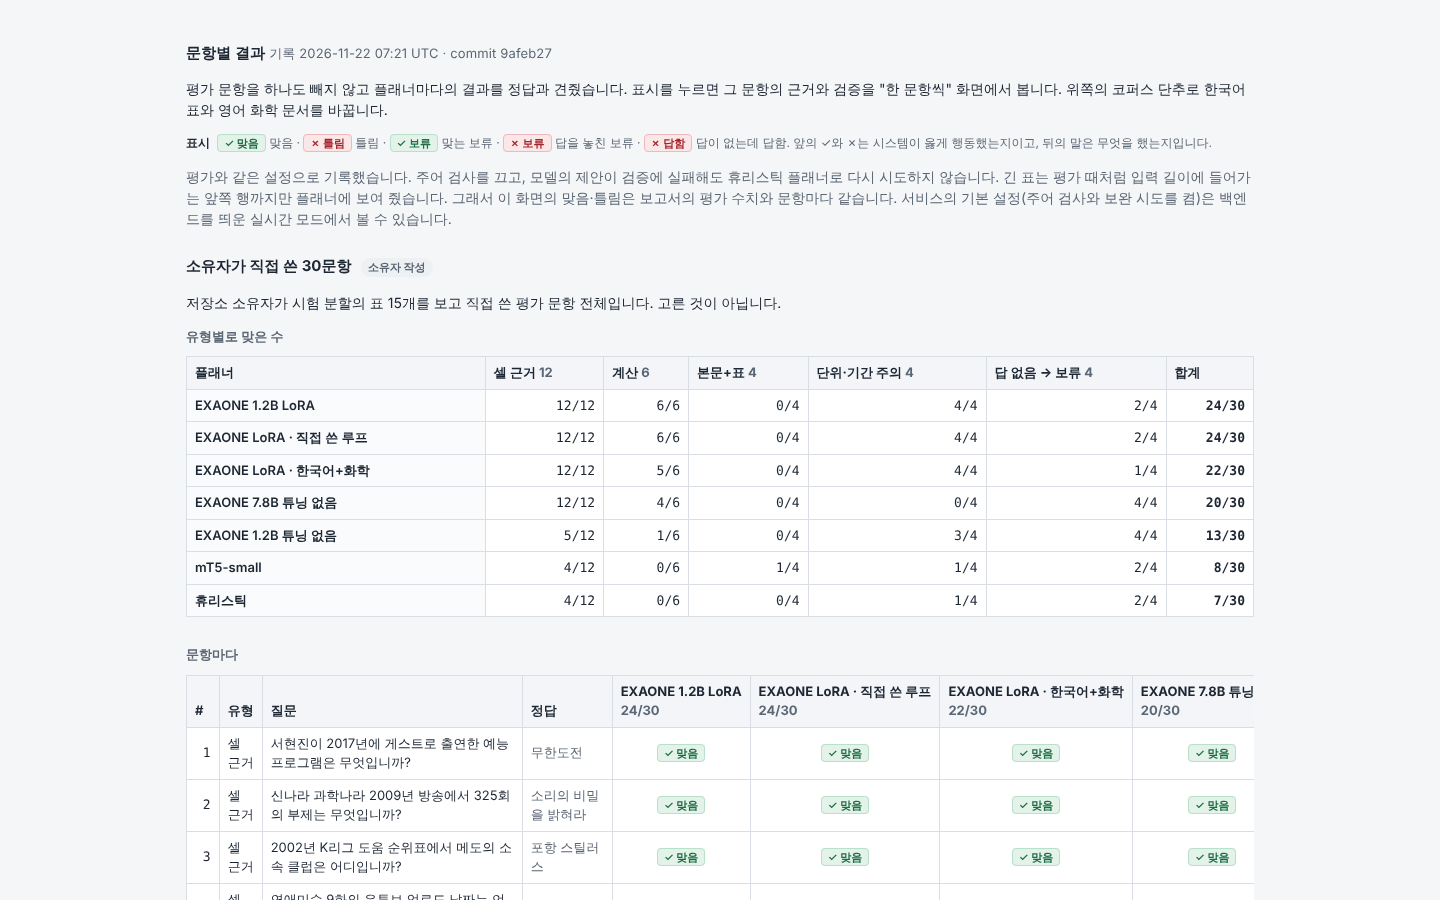 문항별 결과 기록 2026-11-22 07:21 UTC · commit 9afeb27
평가 문항을 하나도 빼지 않고 플래너마다의 결과를 정답과 견줬습니다. 표시를 누르면 그 문항의 근거와 검증을 "한 문항씩" 화면에서 봅니다. 위쪽의 코퍼스 단추로 한국어
표와 영어 화학 문서를 바꿉니다.
표시 ✓ 맞음 맞음 · ✕ 틀림 틀림 · ✓ 보류 맞는 보류 · ✕ 보류 답을 놓친 보류 · ✕ 답함 답이 없는데 답함. 앞의 ✓와 ✕는 시스템이 옳게 행동했는지이고, 뒤의 말은 무엇을 했는지입니다.
평가와 같은 설정으로 기록했습니다. 주어 검사를 끄고, 모델의 제안이 검증에 실패해도 휴리스틱 플래너로 다시 시도하지 않습니다. 긴 표는 평가 때처럼 입력 길이에 들어가
는 앞쪽 행까지만 플래너에 보여 줬습니다. 그래서 이 화면의 맞음·틀림은 보고서의 평가 수치와 문항마다 같습니다. 서비스의 기본 설정(주어 검사와 보완 시도를 켬)은 백엔
드를 띄운 실시간 모드에서 볼 수 있습니다.
소유자가 직접 쓴 30문항 소유자 작성
저장소 소유자가 시험 분할의 표 15개를 보고 직접 쓴 평가 문항 전체입니다. 고른 것이 아닙니다.
유형별로 맞은 수
플래너 셀 근거 12 계산 6 본문+표 4 단위·기간 주의 4 답 없음 → 보류 4 합계
EXAONE 1.2B LoRA 12/12 6/6 0/4 4/4 2/4 24/30
EXAONE LoRA · 직접 쓴 루프 12/12 6/6 0/4 4/4 2/4 24/30
EXAONE LoRA · 한국어+화학 12/12 5/6 0/4 4/4 1/4 22/30
EXAONE 7.8B 튜닝 없음 12/12 4/6 0/4 0/4 4/4 20/30
EXAONE 1.2B 튜닝 없음 5/12 1/6 0/4 3/4 4/4 13/30
mT5-small 4/12 0/6 1/4 1/4 2/4 8/30
휴리스틱 4/12 0/6 0/4 1/4 2/4 7/30
문항마다
# 유형 질문 정답 EXAONE 1.2B LoRA EXAONE LoRA · 직접 쓴 루프 EXAONE LoRA · 한국어+화학 EXAONE 7.8B 튜닝
24/30 24/30 22/30 20/30
1 셀 서현진이 2017년에 게스트로 출연한 예능 무한도전 ✓ 맞음 ✓ 맞음 ✓ 맞음 ✓ 맞음
근거 프로그램은 무엇입니까?
2 셀 신나라 과학나라 2009년 방송에서 325회 소리의 비밀 ✓ 맞음 ✓ 맞음 ✓ 맞음 ✓ 맞음
근거 의 부제는 무엇입니까? 을 밝혀라
3 셀 2002년 K리그 도움 순위표에서 메도의 소 포항 스틸러 ✓ 맞음 ✓ 맞음 ✓ 맞음 ✓ 맞음
근거 속 클럽은 어디입니까? 스